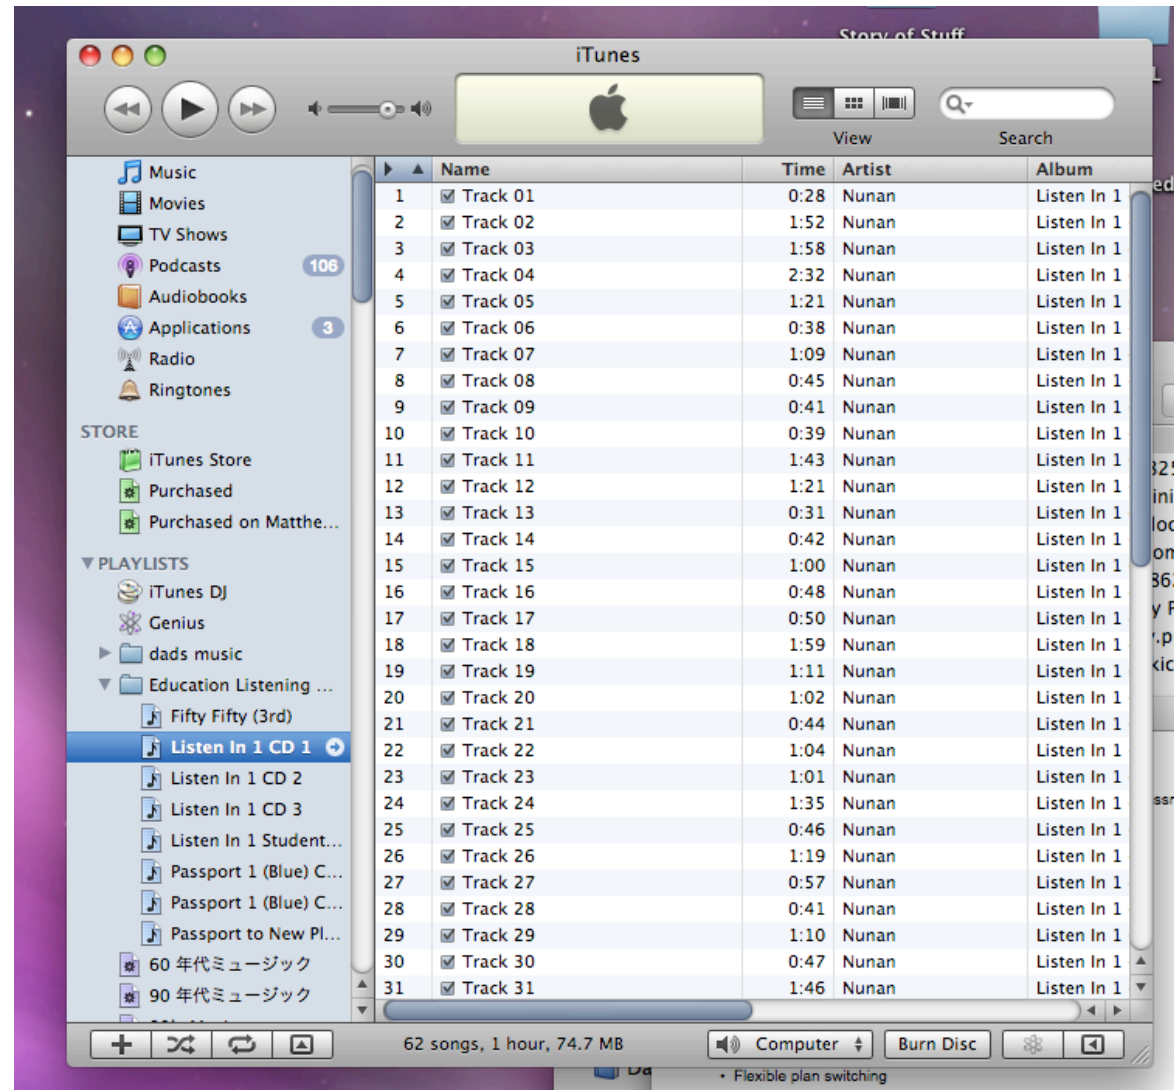 Story of Stuff
iTunes
View
Search
Music
Movies
TV Shows
Podcasts 106
Audiobooks
Applications 3
Radio
Ringtones
STORE
iTunes Store
Purchased
Purchased on Matthe...
PLAYLISTS
iTunes DJ
Genius
dads music
Education Listening ...
Fifty Fifty (3rd)
Listen In 1 CD 1
Listen In 1 CD 2
Listen In 1 CD 3
Listen In 1 Student...
Passport 1 (Blue) C...
Passport 1 (Blue) C...
Passport to New Pl...
60 年代ミュージック
90 年代ミュージック
Name Time Artist Album
1 Track 01 0:28 Nunan Listen In 1
2 Track 02 1:52 Nunan Listen In 1
3 Track 03 1:58 Nunan Listen In 1
4 Track 04 2:32 Nunan Listen In 1
5 Track 05 1:21 Nunan Listen In 1
6 Track 06 0:38 Nunan Listen In 1
7 Track 07 1:09 Nunan Listen In 1
8 Track 08 0:45 Nunan Listen In 1
9 Track 09 0:41 Nunan Listen In 1
10 Track 10 0:39 Nunan Listen In 1
11 Track 11 1:43 Nunan Listen In 1
12 Track 12 1:21 Nunan Listen In 1
13 Track 13 0:31 Nunan Listen In 1
14 Track 14 0:42 Nunan Listen In 1
15 Track 15 1:00 Nunan Listen In 1
16 Track 16 0:48 Nunan Listen In 1
17 Track 17 0:50 Nunan Listen In 1
18 Track 18 1:59 Nunan Listen In 1
19 Track 19 1:11 Nunan Listen In 1
20 Track 20 1:02 Nunan Listen In 1
21 Track 21 0:44 Nunan Listen In 1
22 Track 22 1:04 Nunan Listen In 1
23 Track 23 1:01 Nunan Listen In 1
24 Track 24 1:35 Nunan Listen In 1
25 Track 25 0:46 Nunan Listen In 1
26 Track 26 1:19 Nunan Listen In 1
27 Track 27 0:57 Nunan Listen In 1
28 Track 28 0:41 Nunan Listen In 1
29 Track 29 1:10 Nunan Listen In 1
30 Track 30 0:47 Nunan Listen In 1
31 Track 31 1:46 Nunan Listen In 1
62 songs, 1 hour, 74.7 MB
Computer
Burn Disc
• Flexible plan switching